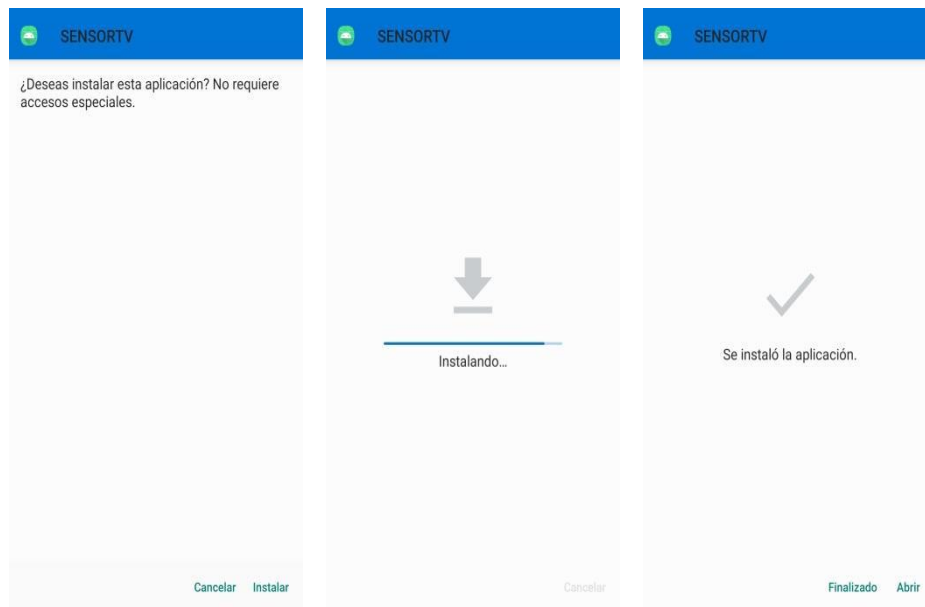 SENSORTV
¿Deseas instalar esta aplicación? No requiere
accesos especiales.
Cancelar Instalar
SENSORTV
Instalando...
Cancelar
SENSORTV
Se instaló la aplicación.
Finalizado Abrir